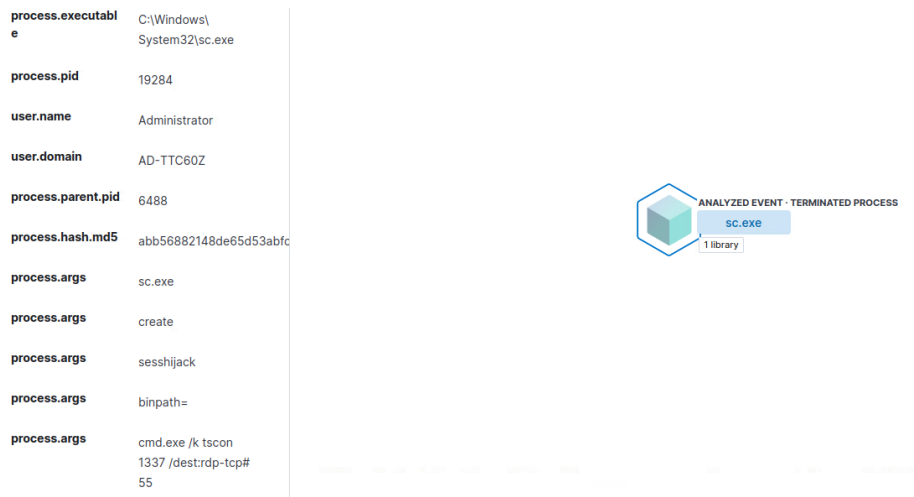 process.executabl
e
C:\Windows\
System32\sc.exe
process.pid
19284
user.name
Administrator
user.domain
AD-TTC60Z
process.parent.pid
6488
process.hash.md5
abb56882148de65d53abfc
process.args
sc.exe
process.args
create
process.args
sesshijack
process.args
binpath=
process.args
cmd.exe /k tscon
1337 /dest:rdp-tcp#
55
ANALYZED EVENT · TERMINATED PROCESS
sc.exe
1 library